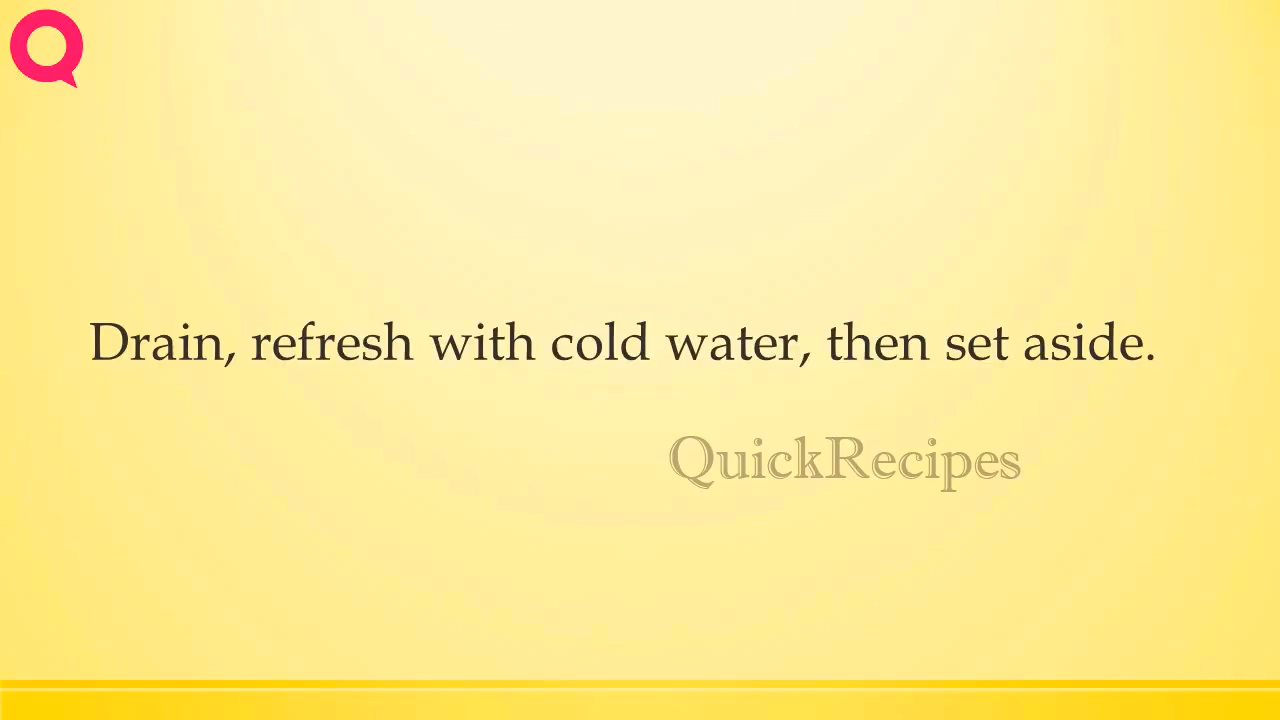 Drain, refresh with cold water, then set aside.
QuickRecipes